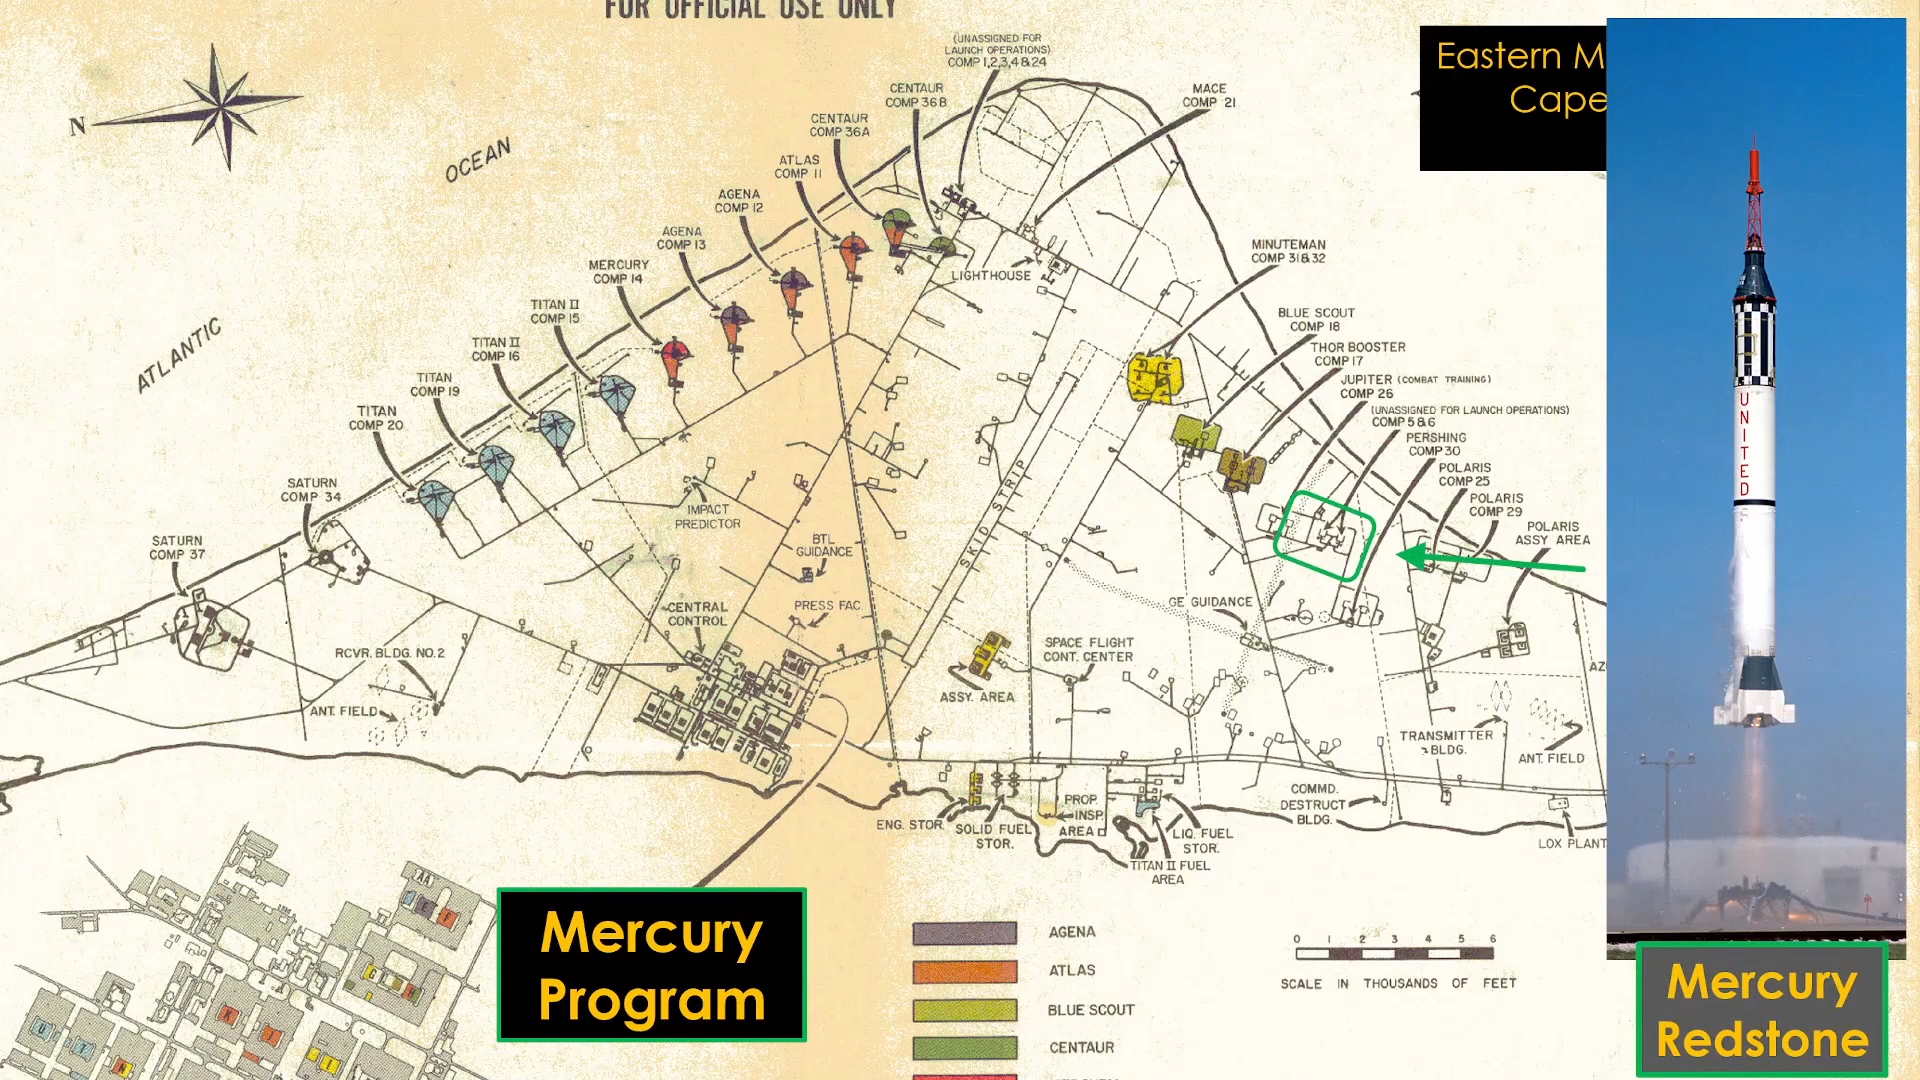 FOR OFFICIAL USE ONLY
N
OCEAN
ATLANTIC
(UNASSIGNED FOR
LAUNCH OPERATIONS)
COMP 1,2,3,4 & 24
CENTAUR
COMP 36 B
CENTAUR
COMP 36A
ATLAS
COMP 11
AGENA
COMP 12
AGENA
COMP 13
MERCURY
COMP 14
TITAN II
COMP 15
TITAN II
COMP 16
TITAN
COMP 19
TITAN
COMP 20
SATURN
COMP 34
SATURN
COMP 37
MACE
COMP 21
LIGHTHOUSE
MINUTEMAN
COMP 31 & 32
BLUE SCOUT
COMP 18
THOR BOOSTER
COMP 17
JUPITER (COMBAT TRAINING)
COMP 26
(UNASSIGNED FOR LAUNCH OPERATIONS)
COMP 5 & 6
PERSHING
COMP 30
POLARIS
COMP 25
POLARIS
COMP 29
POLARIS
ASSY AREA
Eastern M
Cape
UNITED
IMPACT
PREDICTOR
BTL
GUIDANCE
PRESS FAC.
CENTRAL
CONTROL
SKID STRIP
RCVR. BLDG. NO. 2
ANT. FIELD
ASSY. AREA
SPACE FLIGHT
CONT. CENTER
GE GUIDANCE
AZ
TRANSMITTER
BLDG.
ANT. FIELD
COMMD.
DESTRUCT
BLDG.
LOX PLANT
ENG. STOR.
SOLID FUEL
STOR.
PROP.
INSP.
AREA
LIQ. FUEL
STOR.
TITAN II FUEL
AREA
AA
E
F
G
K
U
T
N
I
Mercury
Program
AGENA
ATLAS
BLUE SCOUT
CENTAUR
0 1 2 3 4 5 6
SCALE IN THOUSANDS OF FEET
Mercury
Redstone